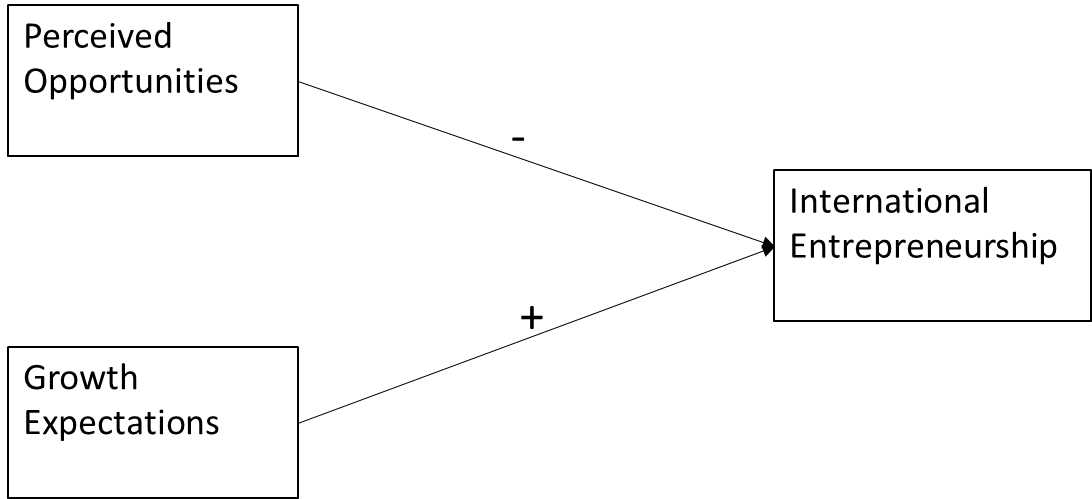 Perceived
Opportunities
-
International
Entrepreneurship
+
Growth
Expectations